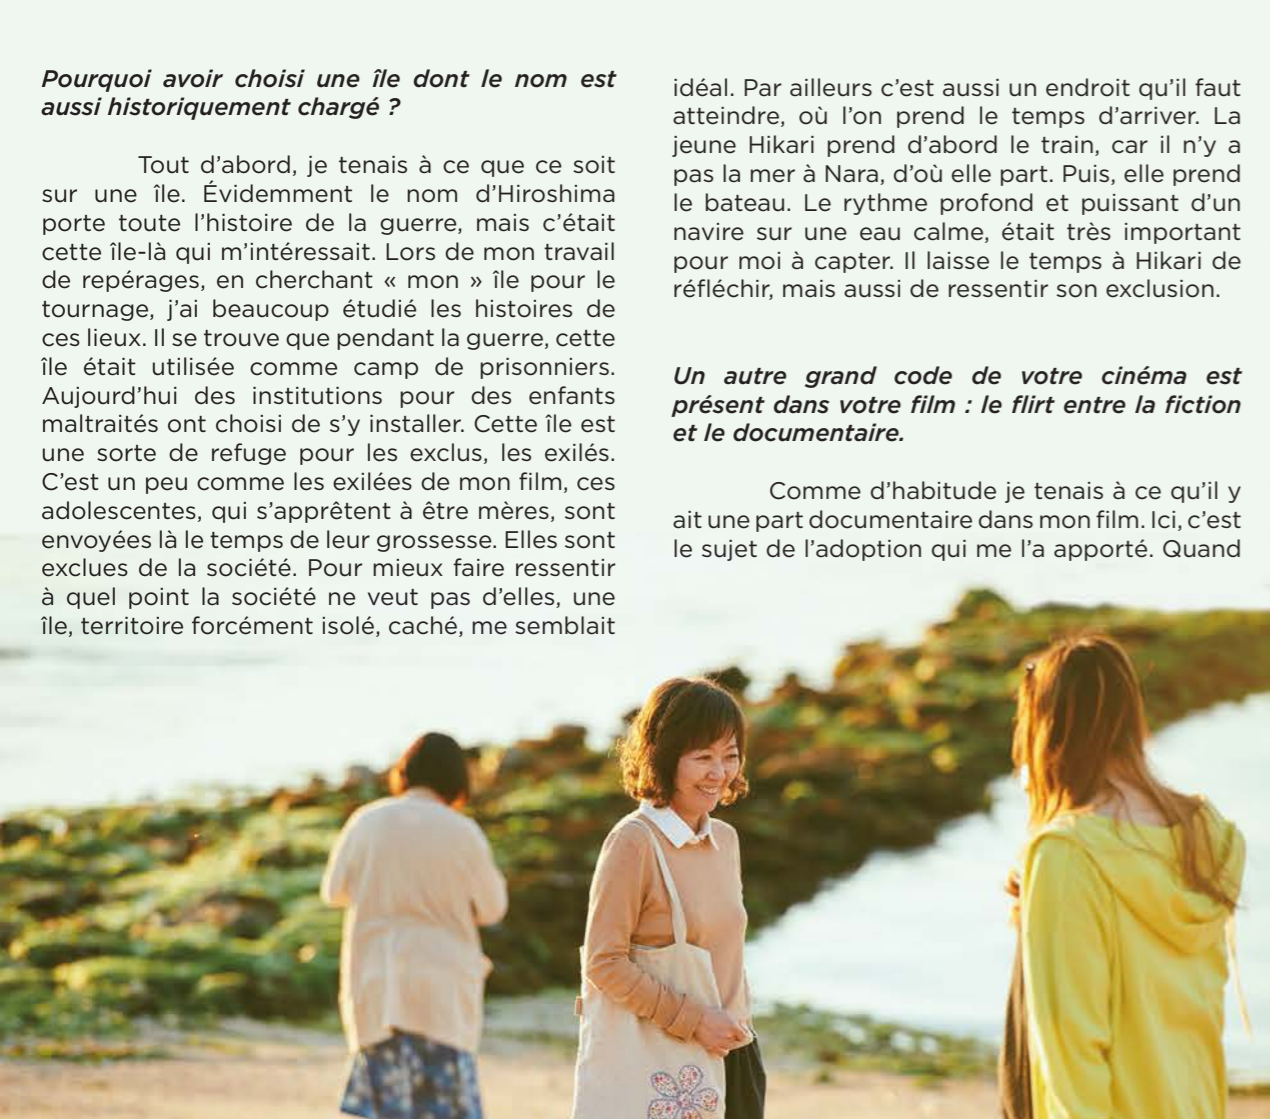 Pourquoi avoir choisi une île dont le nom est
aussi historiquement chargé ?
Tout d’abord, je tenais à ce que ce soit
sur une île. Évidemment le nom d’Hiroshima
porte toute l’histoire de la guerre, mais c’était
cette île-là qui m’intéressait. Lors de mon travail
de repérages, en cherchant « mon » île pour le
tournage, j’ai beaucoup étudié les histoires de
ces lieux. Il se trouve que pendant la guerre, cette
île était utilisée comme camp de prisonniers.
Aujourd’hui des institutions pour des enfants
maltraités ont choisi de s’y installer. Cette île est
une sorte de refuge pour les exclus, les exilés.
C’est un peu comme les exilées de mon film, ces
adolescentes, qui s’apprêtent à être mères, sont
envoyées là le temps de leur grossesse. Elles sont
exclues de la société. Pour mieux faire ressentir
à quel point la société ne veut pas d’elles, une
île, territoire forcément isolé, caché, me semblait
idéal. Par ailleurs c’est aussi un endroit qu’il faut
atteindre, où l’on prend le temps d’arriver. La
jeune Hikari prend d’abord le train, car il n’y a
pas la mer à Nara, d’où elle part. Puis, elle prend
le bateau. Le rythme profond et puissant d’un
navire sur une eau calme, était très important
pour moi à capter. Il laisse le temps à Hikari de
réfléchir, mais aussi de ressentir son exclusion.
Un autre grand code de votre cinéma est
présent dans votre film : le flirt entre la fiction
et le documentaire.
Comme d’habitude je tenais à ce qu’il y
ait une part documentaire dans mon film. Ici, c’est
le sujet de l’adoption qui me l’a apporté. Quand